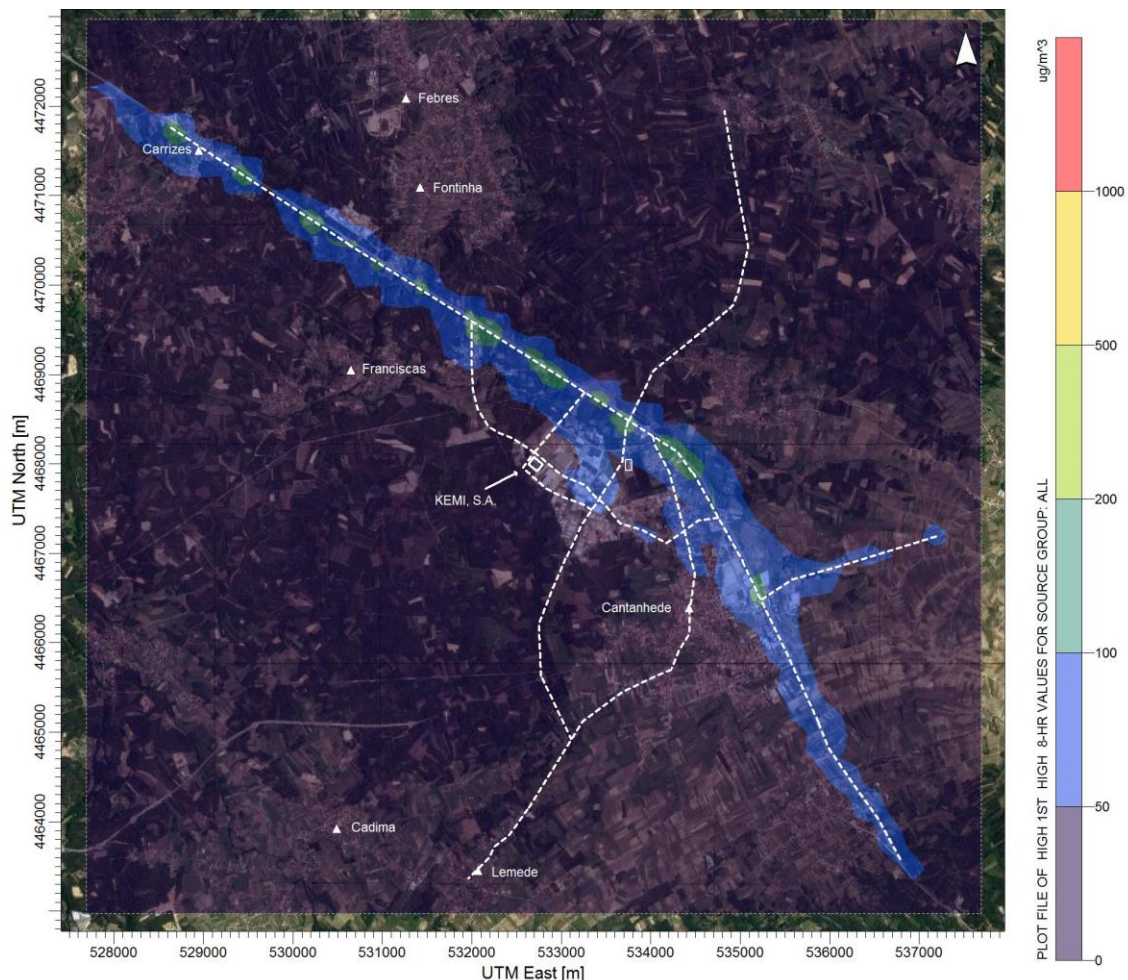 4472000
4471000
4470000
4469000
4468000
4467000
4466000
4465000
4464000
UTM North [m]
Febres
Carrizes
Fontinha
Franciscas
KEMI, S.A.
Cantanhede
Cadima
Lemede
528000 529000 530000 531000 532000 533000 534000 535000 536000 537000
UTM East [m]
ug/m^3
1000
500
200
100
50
0
PLOT FILE OF HIGH 1ST HIGH 8-HR VALUES FOR SOURCE GROUP: ALL